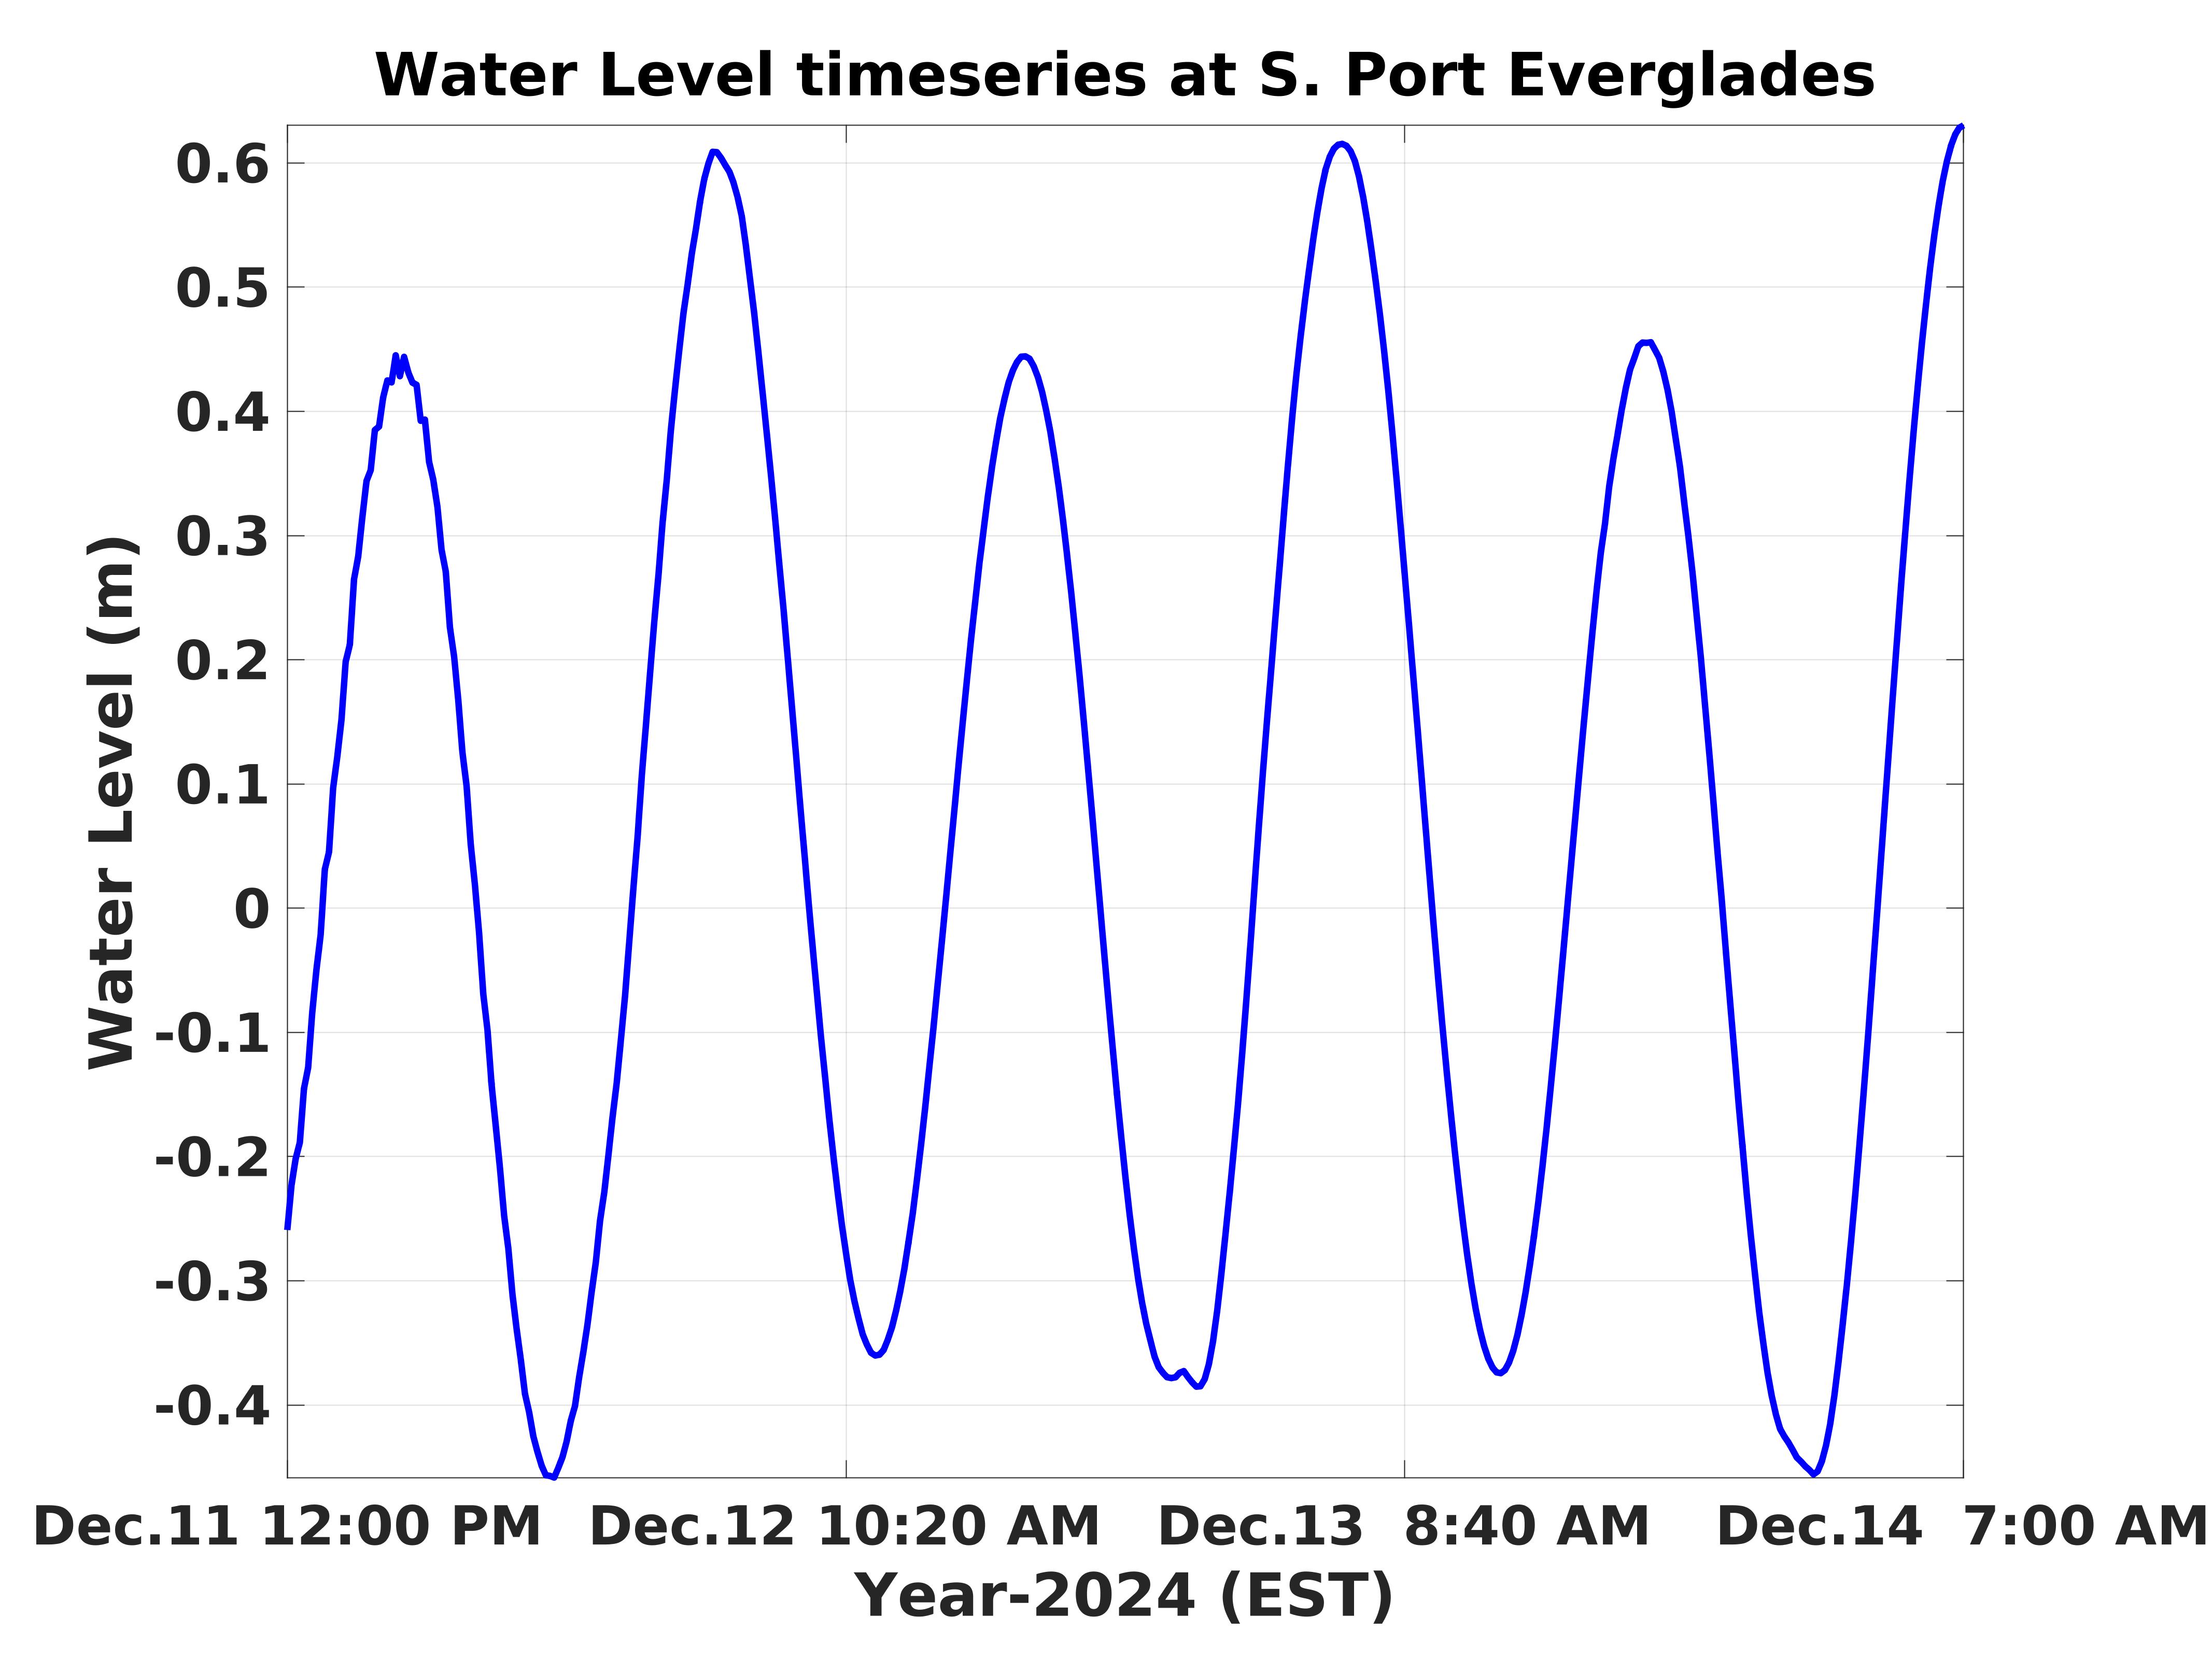 Water Level timeseries at S. Port Everglades
Water Level (m)
0.6
0.5
0.4
0.3
0.2
0.1
0
-0.1
-0.2
-0.3
-0.4
Dec.11 12:00 PM Dec.12 10:20 AM Dec.13 8:40 AM Dec.14 7:00 AM
Year-2024 (EST)